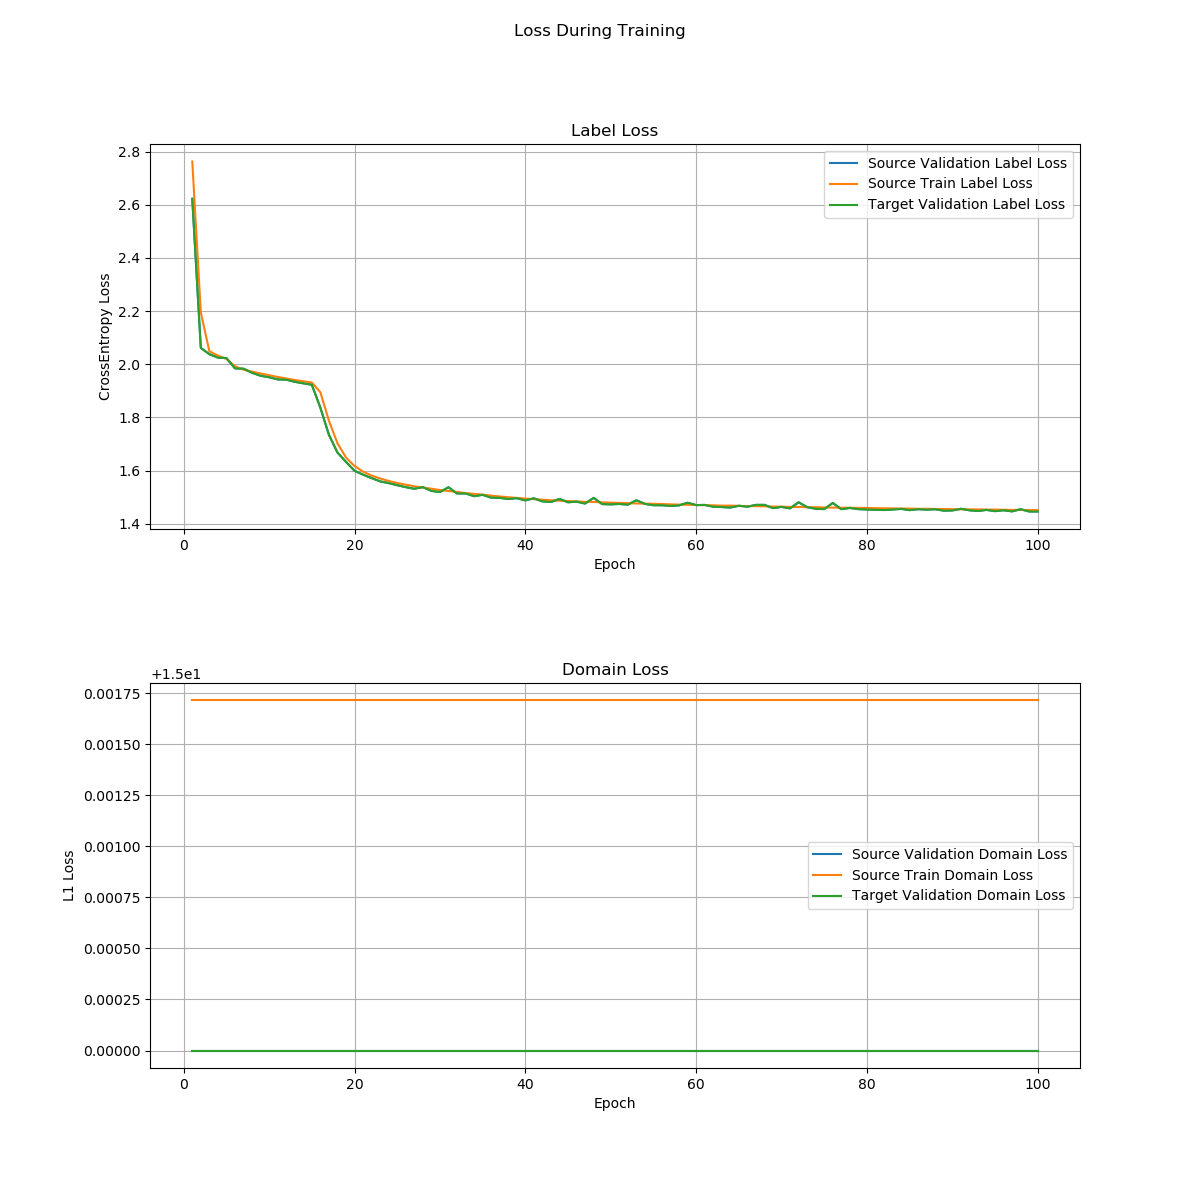 Loss During Training
Label Loss
2.8
2.6
2.4
2.2
2.0
1.8
1.6
1.4
CrossEntropy Loss
Source Validation Label Loss
Source Train Label Loss
Target Validation Label Loss
0 20 40 60 80 100
Epoch
Domain Loss
+1.5e1
0.00175
0.00150
0.00125
0.00100
0.00075
0.00050
0.00025
0.00000
L1 Loss
Source Validation Domain Loss
Source Train Domain Loss
Target Validation Domain Loss
0 20 40 60 80 100
Epoch